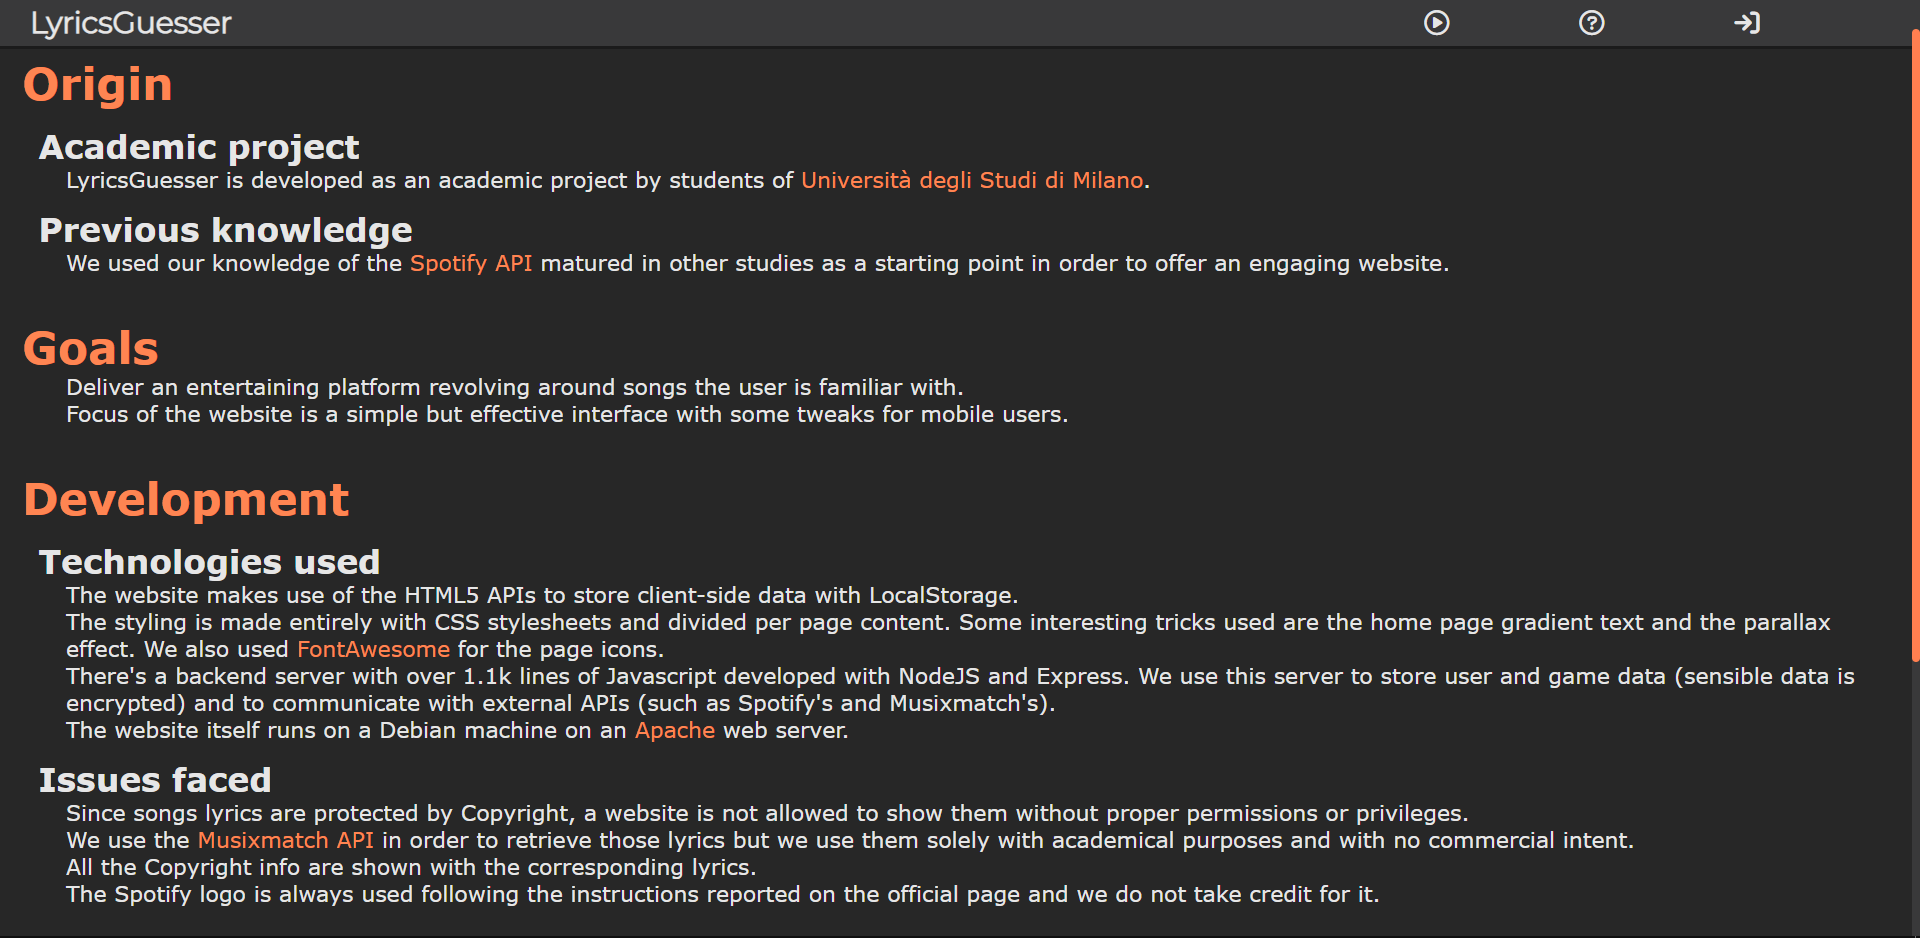 LyricsGuesser
Origin
Academic project
LyricsGuesser is developed as an academic project by students of Università degli Studi di Milano.
Previous knowledge
We used our knowledge of the Spotify API matured in other studies as a starting point in order to offer an engaging website.
Goals
Deliver an entertaining platform revolving around songs the user is familiar with.
Focus of the website is a simple but effective interface with some tweaks for mobile users.
Development
Technologies used
The website makes use of the HTML5 APIs to store client-side data with LocalStorage.
The styling is made entirely with CSS stylesheets and divided per page content. Some interesting tricks used are the home page gradient text and the parallax
effect. We also used FontAwesome for the page icons.
There's a backend server with over 1.1k lines of Javascript developed with NodeJS and Express. We use this server to store user and game data (sensible data is
encrypted) and to communicate with external APIs (such as Spotify's and Musixmatch's).
The website itself runs on a Debian machine on an Apache web server.
Issues faced
Since songs lyrics are protected by Copyright, a website is not allowed to show them without proper permissions or privileges.
We use the Musixmatch API in order to retrieve those lyrics but we use them solely with academical purposes and with no commercial intent.
All the Copyright info are shown with the corresponding lyrics.
The Spotify logo is always used following the instructions reported on the official page and we do not take credit for it.